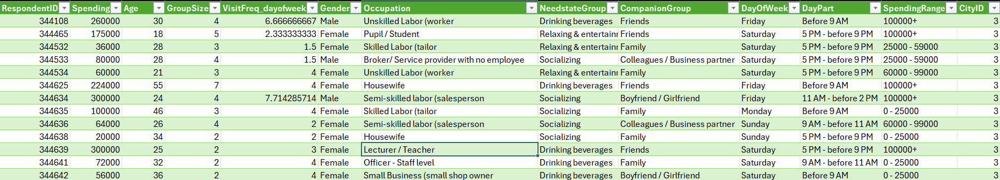 RespondentID Spending Age GroupSize VisitFreq_dayofweek Gender Occupation NeedstateGroup CompanionGroup DayOfWeek DayPart SpendingRange CityID
344108 260000 30 4 6.666666667 Male Unskilled Labor (worker Drinking beverages Friends Friday Before 9 AM 100000+ 3
344465 175000 18 5 2.333333333 Female Pupil / Student Relaxing & entertainr Friends Saturday 5 PM - before 9 PM 100000+ 3
344532 36000 28 3 1.5 Female Skilled Labor (tailor Relaxing & entertainr Family Saturday 5 PM - before 9 PM 25000 - 59000 3
344533 80000 28 4 1.5 Male Broker/ Service provider with no employee Socializing Colleagues / Business partner Saturday 5 PM - before 9 PM 25000 - 59000 3
344534 60000 21 3 4 Female Unskilled Labor (worker Relaxing & entertainr Family Saturday 5 PM - before 9 PM 60000 - 99000 3
344625 224000 55 7 4 Female Housewife Drinking beverages Friends Friday Before 9 AM 100000+ 3
344634 300000 24 4 7.714285714 Male Semi-skilled labor (salesperson Socializing Boyfriend / Girlfriend Friday 11 AM - before 2 PM 100000+ 3
344635 100000 46 3 4 Female Skilled Labor (tailor Socializing Family Monday Before 9 AM 0 - 25000 3
344636 64000 26 4 2 Female Semi-skilled labor (salesperson Socializing Colleagues / Business partner Sunday 9 AM - before 11 AM 60000 - 99000 3
344638 20000 34 2 2 Female Housewife Socializing Family Sunday 5 PM - before 9 PM 0 - 25000 3
344639 300000 25 2 3 Female Lecturer / Teacher Drinking beverages Friends Saturday 5 PM - before 9 PM 100000+ 3
344641 72000 32 2 4 Female Officer - Staff level Drinking beverages Family Saturday 9 AM - before 11 AM 0 - 25000 3
344642 56000 36 2 4 Female Small Business (small shop owner Drinking beverages Boyfriend / Girlfriend Saturday Before 9 AM 0 - 25000 3